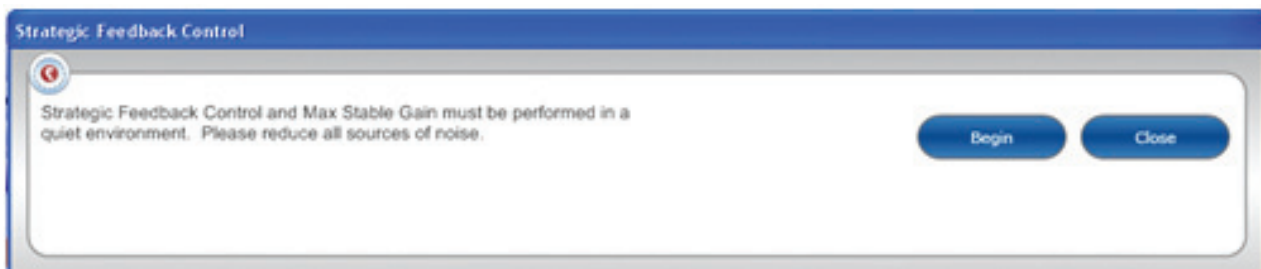 Strategic Feedback Control
Strategic Feedback Control and Max Stable Gain must be performed in a
quiet environment.  Please reduce all sources of noise.
Begin
Close